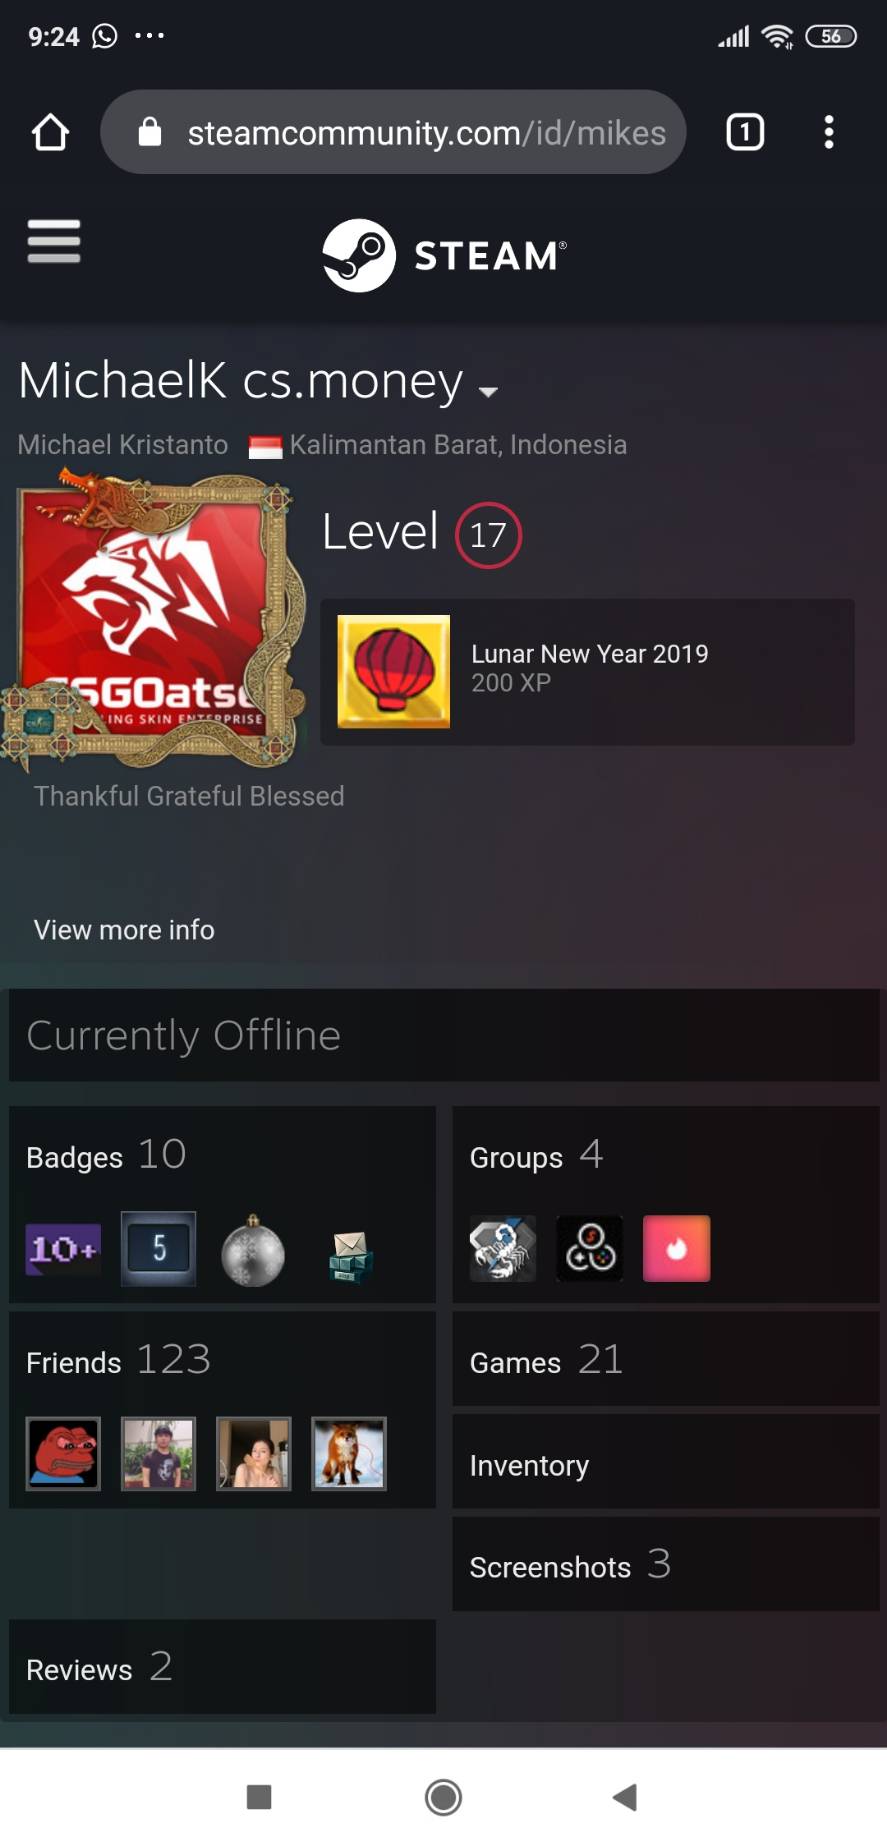 9:24
56
steamcommunity.com/id/mikes
1
STEAM®
MichaelK cs.money
Michael Kristanto Kalimantan Barat, Indonesia
Level 17
SGOats
LING SKIN ENTERPRISE
Lunar New Year 2019
200 XP
Thankful Grateful Blessed
View more info
Currently Offline
Badges 10
Groups 4
10+
5
Friends 123
Games 21
Inventory
Screenshots 3
Reviews 2